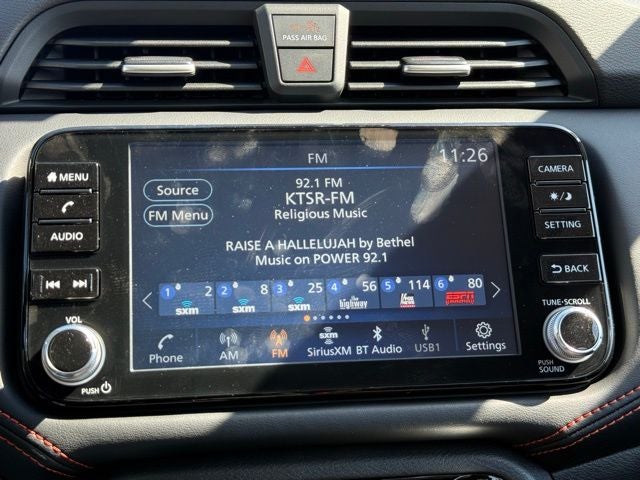 PASS AIR BAG
FM
11:26
MENU
AUDIO
VOL
PUSH
Source
FM Menu
92.1 FM
KTSR-FM
Religious Music
RAISE A HALLELUJAH by Bethel
Music on POWER 92.1
1 2 sxm
2 8 sxm
3 25 sxm
4 56 the highway
5 114
6 80 ESPN
Phone
AM
FM
sxm
SiriusXM
BT Audio
USB1
Settings
CAMERA
SETTING
BACK
TUNE·SCROLL
PUSH
SOUND